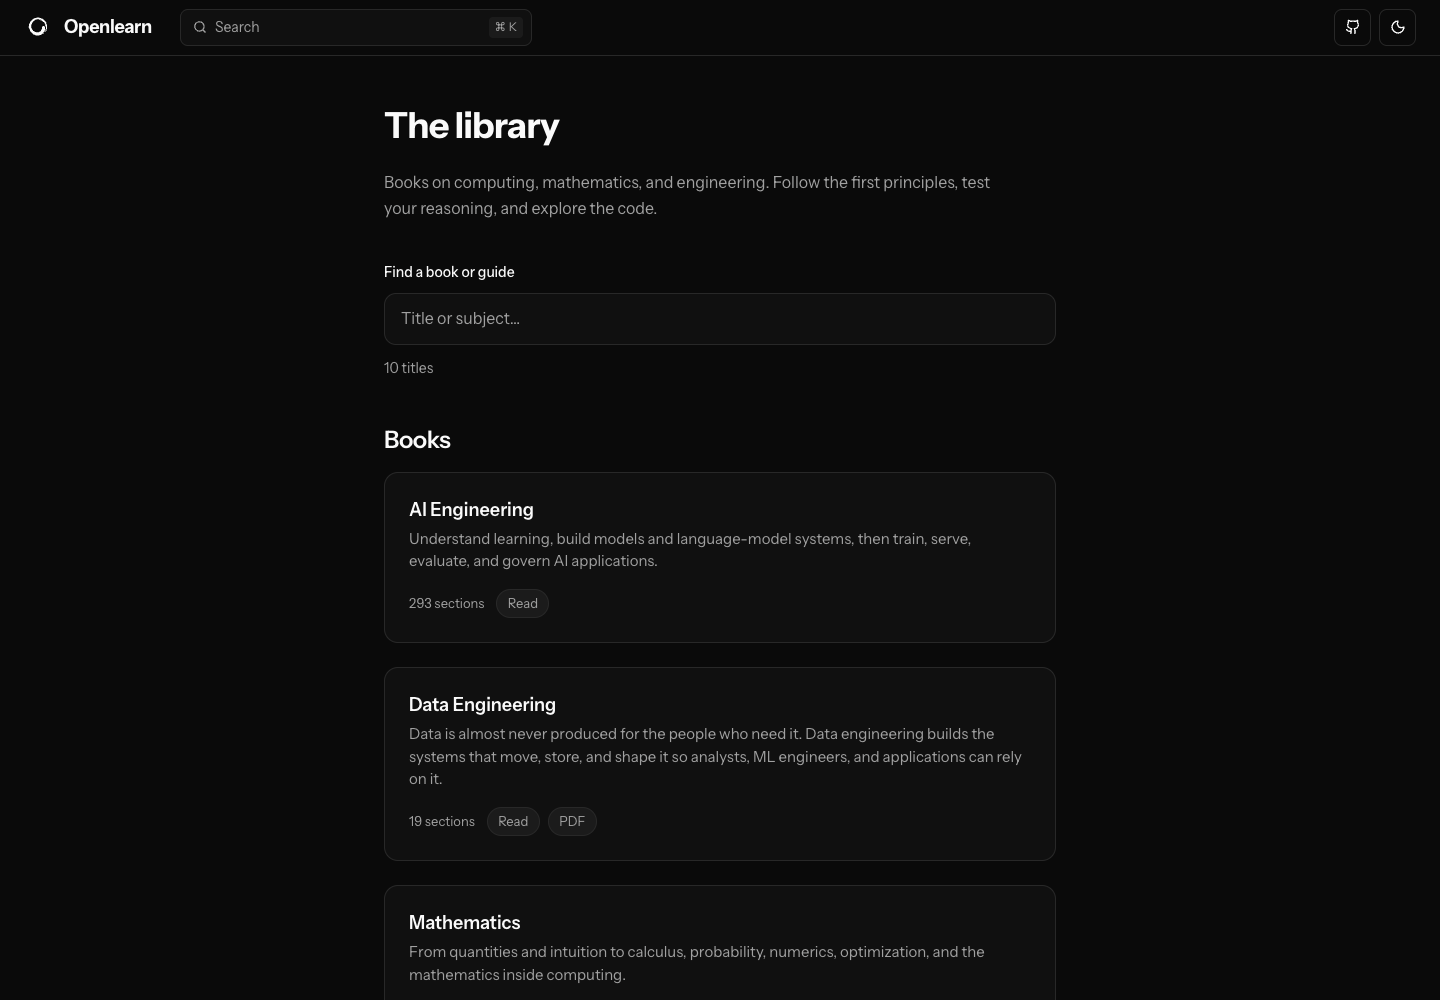 Openlearn
Search
⌘ K
The library
Books on computing, mathematics, and engineering. Follow the first principles, test
your reasoning, and explore the code.
Find a book or guide
Title or subject...
10 titles
Books
AI Engineering
Understand learning, build models and language-model systems, then train, serve,
evaluate, and govern AI applications.
293 sections Read
Data Engineering
Data is almost never produced for the people who need it. Data engineering builds the
systems that move, store, and shape it so analysts, ML engineers, and applications can rely
on it.
19 sections Read PDF
Mathematics
From quantities and intuition to calculus, probability, numerics, optimization, and the
mathematics inside computing.